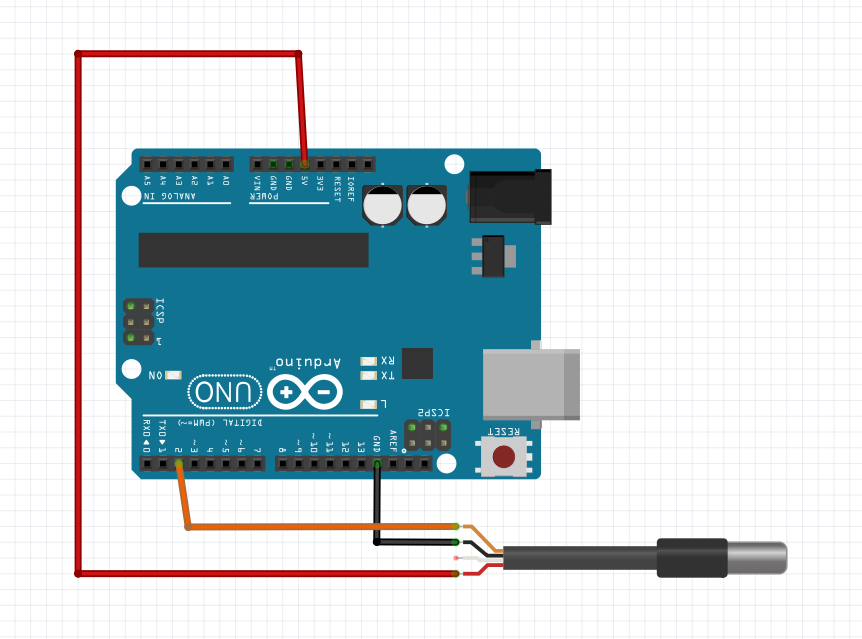 A5 A4 A3 A2 A1 A0
VIN GND GND 5V 3V3 RESET IOREF
ANALOG IN
POWER
ICSP
1
Arduino
TM
RX
TX
ON
UNO
L
ICSP2
DIGITAL (PWM=~)
RESET
RXD ◀ 0
TXD ▶ 1
2 ~3 4 ~5 ~6 7 8 ~9 ~10 ~11 12 13 GND AREF